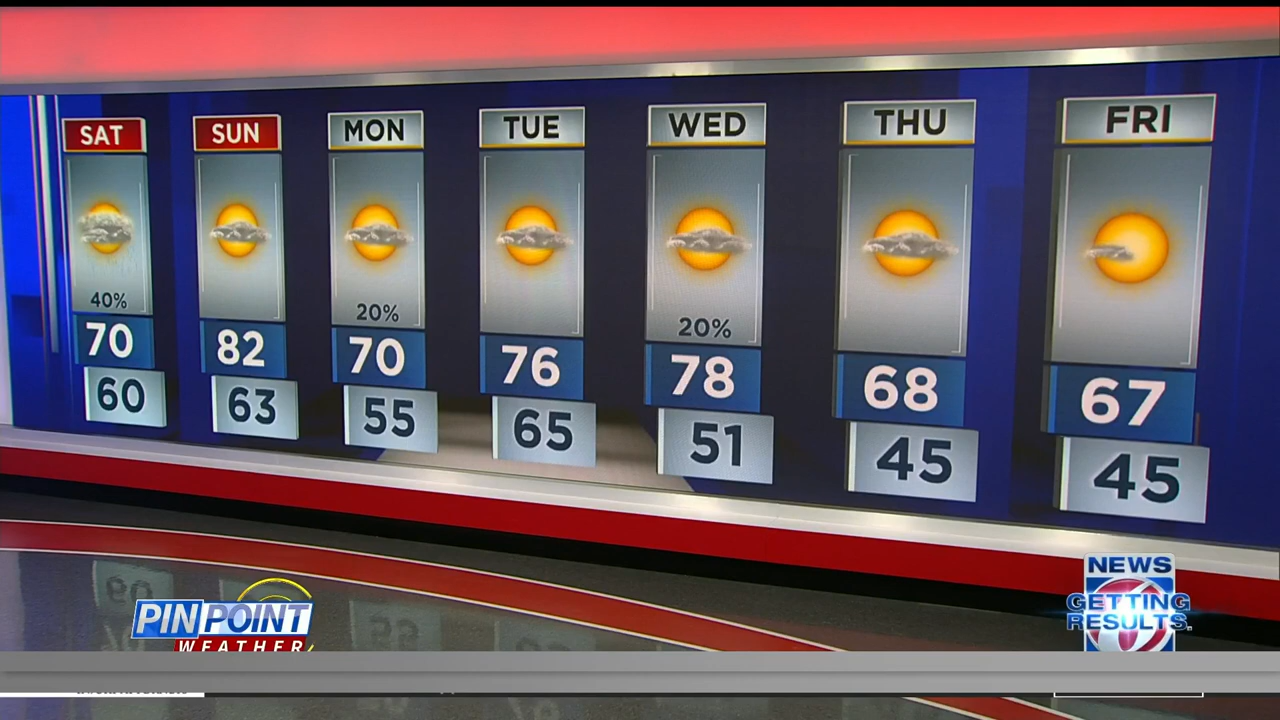 SAT SUN MON TUE WED THU FRI
40% 20% 20%
70 82 70 76 78 68 67
60 63 55 65 51 45 45
PINPOINT
WEATHER
NEWS
6
GETTING
RESULTS.